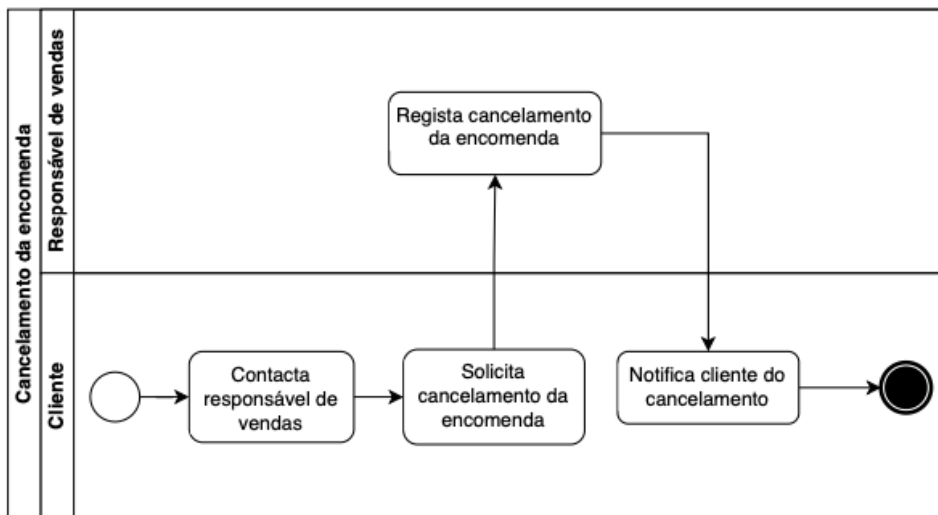 Cancelamento da encomenda
Responsável de vendas
Regista cancelamento
da encomenda
Cliente
Contacta
responsável de
vendas
Solicita
cancelamento da
encomenda
Notifica cliente do
cancelamento